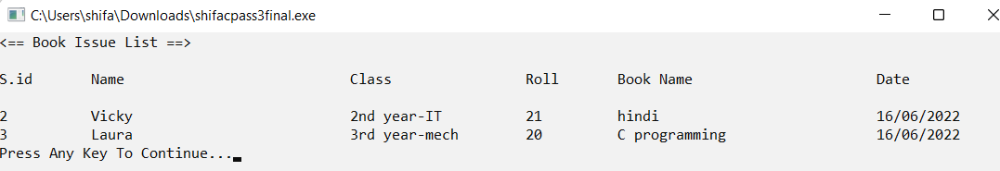 C:\Users\shifa\Downloads\shifacpass3final.exe
<== Book Issue List ==>
S.id Name Class Roll Book Name Date
2 Vicky 2nd year-IT 21 hindi 16/06/2022
3 Laura 3rd year-mech 20 C programming 16/06/2022
Press Any Key To Continue...